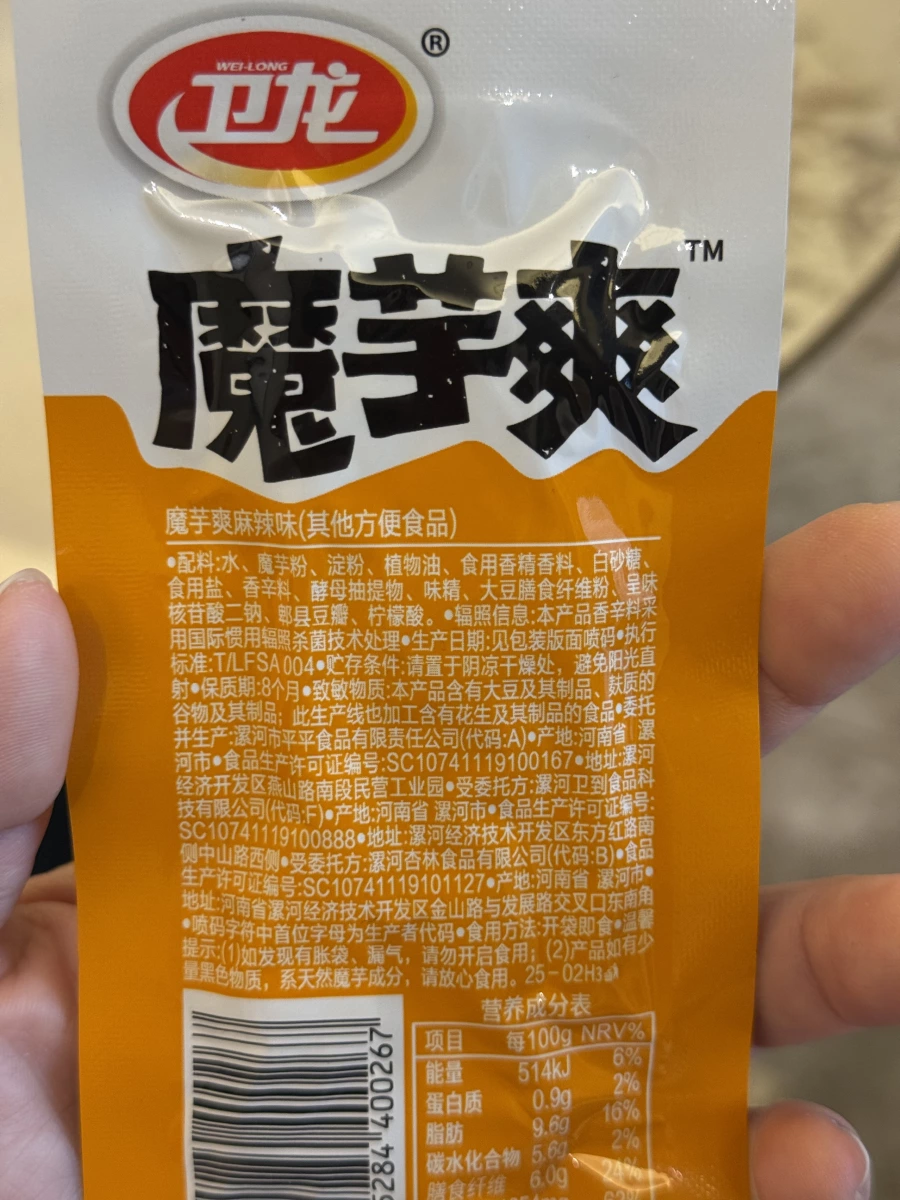 WEI-LONG
卫龙®
魔芋爽™
魔芋爽麻辣味(其他方便食品)
•配料:水、魔芋粉、淀粉、植物油、食用香精香料、白砂糖、
食用盐、香辛料、酵母抽提物、味精、大豆膳食纤维粉、呈味
核苷酸二钠、郫县豆瓣、柠檬酸。•辐照信息:本产品香辛料采
用国际惯用辐照杀菌技术处理•生产日期:见包装版面喷码•执行
标准:T/LFSA 004•贮存条件:请置于阴凉干燥处，避免阳光直
射•保质期:8个月•致敏物质:本产品含有大豆及其制品、麸质的
谷物及其制品；此生产线也加工含有花生及其制品的食品•委托
并生产:漯河市平平食品有限责任公司(代码:A)•产地:河南省 漯
河市•食品生产许可证编号:SC10741119100167•地址:漯河
经济开发区燕山路南段民营工业园•受委托方:漯河卫到食品科
技有限公司(代码:F)•产地:河南省 漯河市•食品生产许可证编号:
SC10741119100888•地址:漯河经济技术开发区东方红路南
侧中山路西侧•受委托方:漯河杏林食品有限公司(代码:B)•食品
生产许可证编号:SC10741119101127•产地:河南省 漯河市•
地址:河南省漯河经济技术开发区金山路与发展路交叉口东南角
•喷码字符中首位字母为生产者代码•食用方法:开袋即食•温馨
提示:(1)如发现有胀袋、漏气，请勿开启食用；(2)产品如有少
量黑色物质，系天然魔芋成分，请放心食用。25-02H3
营养成分表
项目 每100g NRV%
能量 514kJ 6%
蛋白质 0.9g 2%
脂肪 9.6g 16%
碳水化合物 5.6g 2%
膳食纤维 6.0g 24%
284 400267